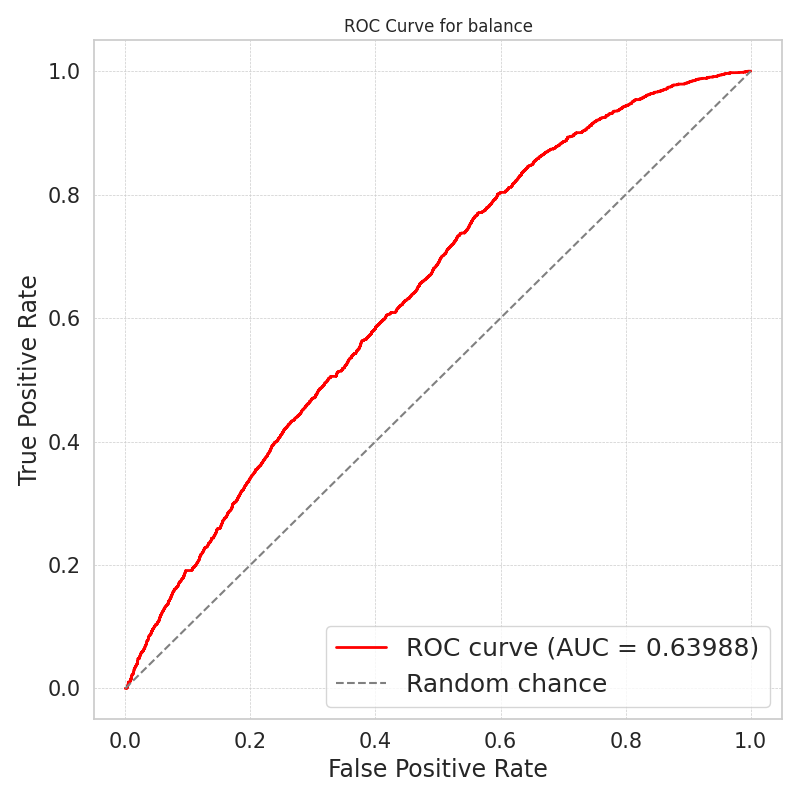 ROC Curve for balance
True Positive Rate
1.0
0.8
0.6
0.4
0.2
0.0
ROC curve (AUC = 0.63988)
Random chance
0.0 0.2 0.4 0.6 0.8 1.0
False Positive Rate